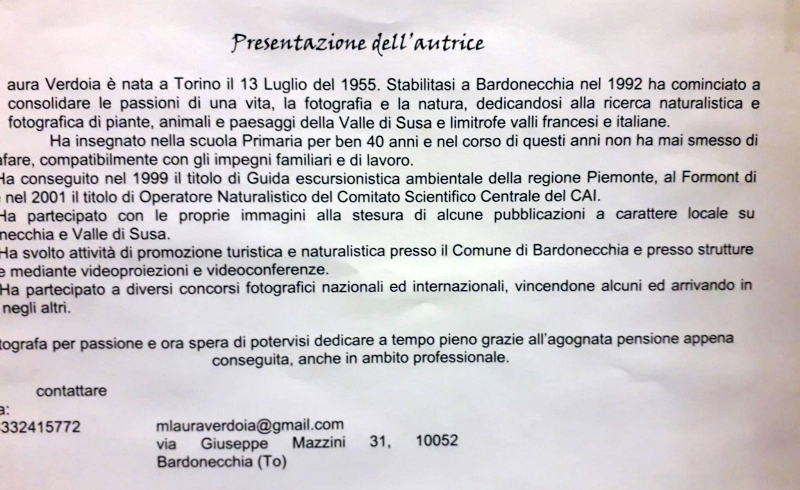 Presentazione dell'autrice
aura Verdoia è nata a Torino il 13 Luglio del 1955. Stabilitasi a Bardonecchia nel 1992 ha cominciato a
consolidare le passioni di una vita, la fotografia e la natura, dedicandosi alla ricerca naturalistica e
fotografica di piante, animali e paesaggi della Valle di Susa e limitrofe valli francesi e italiane.
Ha insegnato nella scuola Primaria per ben 40 anni e nel corso di questi anni non ha mai smesso di
afare, compatibilmente con gli impegni familiari e di lavoro.
Ha conseguito nel 1999 il titolo di Guida escursionistica ambientale della regione Piemonte, al Formont di
nel 2001 il titolo di Operatore Naturalistico del Comitato Scientifico Centrale del CAI.
Ha partecipato con le proprie immagini alla stesura di alcune pubblicazioni a carattere locale su
necchia e Valle di Susa.
Ha svolto attività di promozione turistica e naturalistica presso il Comune di Bardonecchia e presso strutture
e mediante videoproiezioni e videoconferenze.
Ha partecipato a diversi concorsi fotografici nazionali ed internazionali, vincendone alcuni ed arrivando in
negli altri.
tografa per passione e ora spera di potervisi dedicare a tempo pieno grazie all'agognata pensione appena
conseguita, anche in ambito professionale.
contattare
a:
3332415772 mlauraverdoia@gmail.com
via Giuseppe Mazzini 31, 10052
Bardonecchia (To)